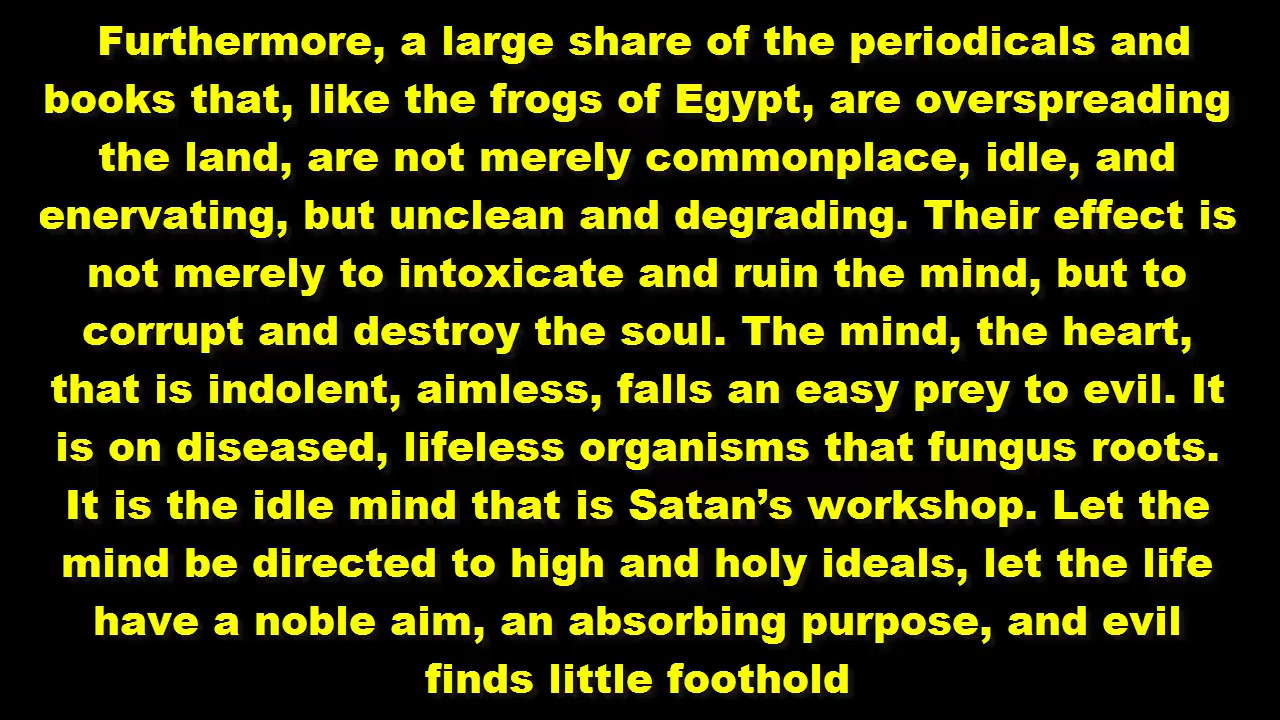 Furthermore, a large share of the periodicals and
books that, like the frogs of Egypt, are overspreading
the land, are not merely commonplace, idle, and
enervating, but unclean and degrading. Their effect is
not merely to intoxicate and ruin the mind, but to
corrupt and destroy the soul. The mind, the heart,
that is indolent, aimless, falls an easy prey to evil. It
is on diseased, lifeless organisms that fungus roots.
It is the idle mind that is Satan’s workshop. Let the
mind be directed to high and holy ideals, let the life
have a noble aim, an absorbing purpose, and evil
finds little foothold